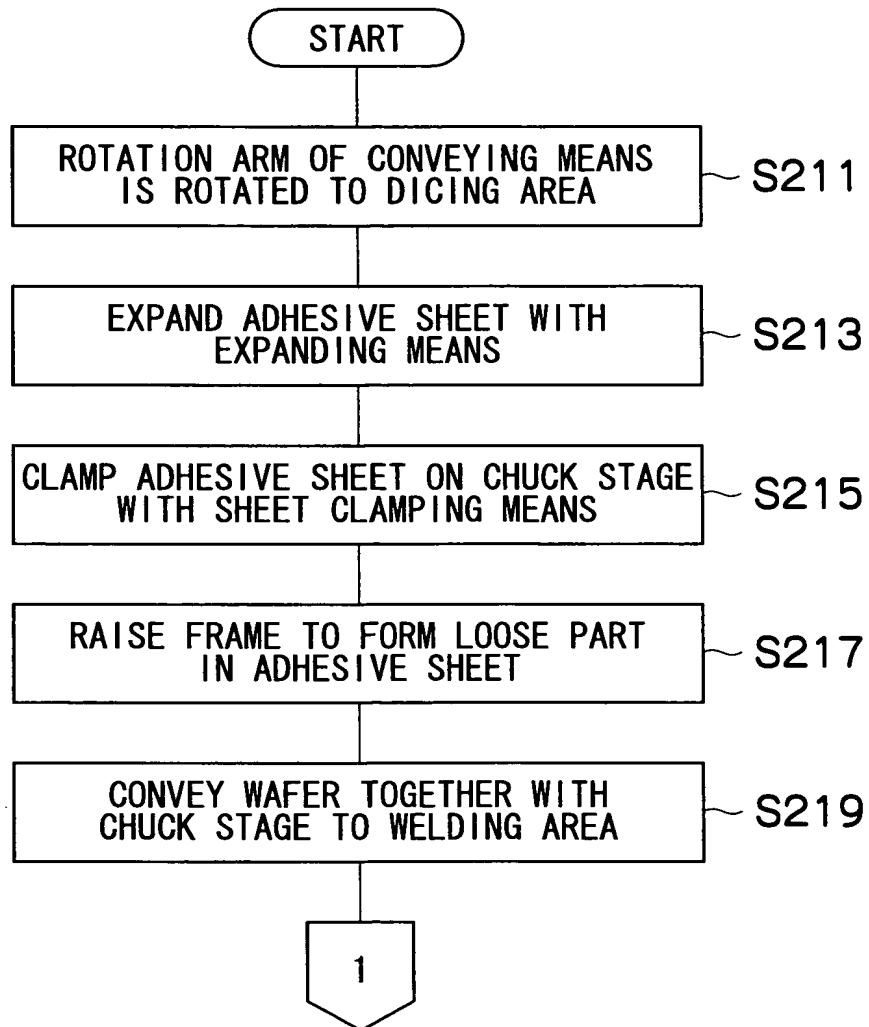 START
ROTATION ARM OF CONVEYING MEANS
IS ROTATED TO DICING AREA
S211
EXPAND ADHESIVE SHEET WITH
EXPANDING MEANS
S213
CLAMP ADHESIVE SHEET ON CHUCK STAGE
WITH SHEET CLAMPING MEANS
S215
RAISE FRAME TO FORM LOOSE PART
IN ADHESIVE SHEET
S217
CONVEY WAFER TOGETHER WITH
CHUCK STAGE TO WELDING AREA
S219
1